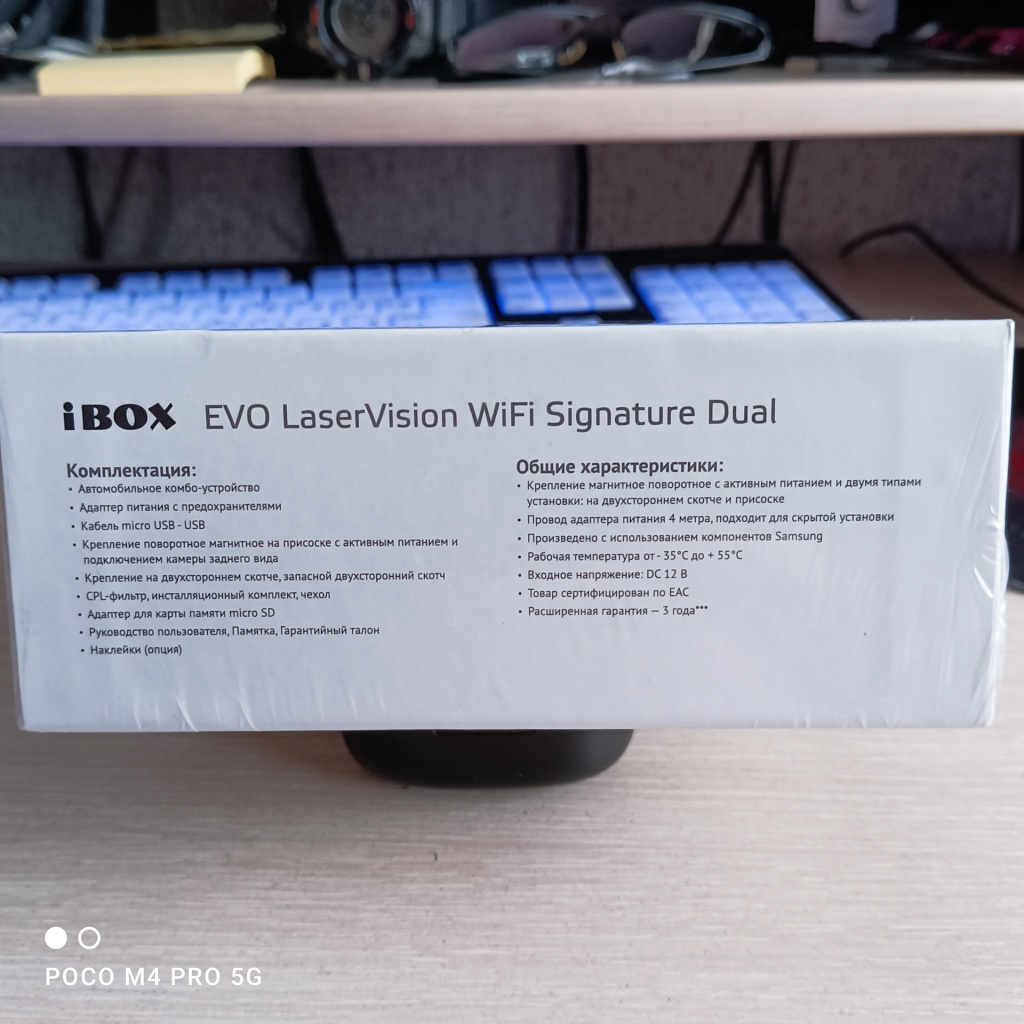 iBOX EVO LaserVision WiFi Signature Dual
Комплектация:
• Автомобильное комбо-устройство
• Адаптер питания с предохранителями
• Кабель micro USB - USB
• Крепление поворотное магнитное на присоске с активным питанием и
подключением камеры заднего вида
• Крепление на двухстороннем скотче, запасной двухсторонний скотч
• CPL-фильтр, инсталляционный комплект, чехол
• Адаптер для карты памяти micro SD
• Руководство пользователя, Памятка, Гарантийный талон
• Наклейки (опция)
Общие характеристики:
• Крепление магнитное поворотное с активным питанием и двумя типами
установки: на двухстороннем скотче и присоске
• Провод адаптера питания 4 метра, подходит для скрытой установки
• Произведено с использованием компонентов Samsung
• Рабочая температура от - 35°C до + 55°C
• Входное напряжение: DC 12 В
• Товар сертифицирован по ЕАС
• Расширенная гарантия — 3 года***
POCO M4 PRO 5G